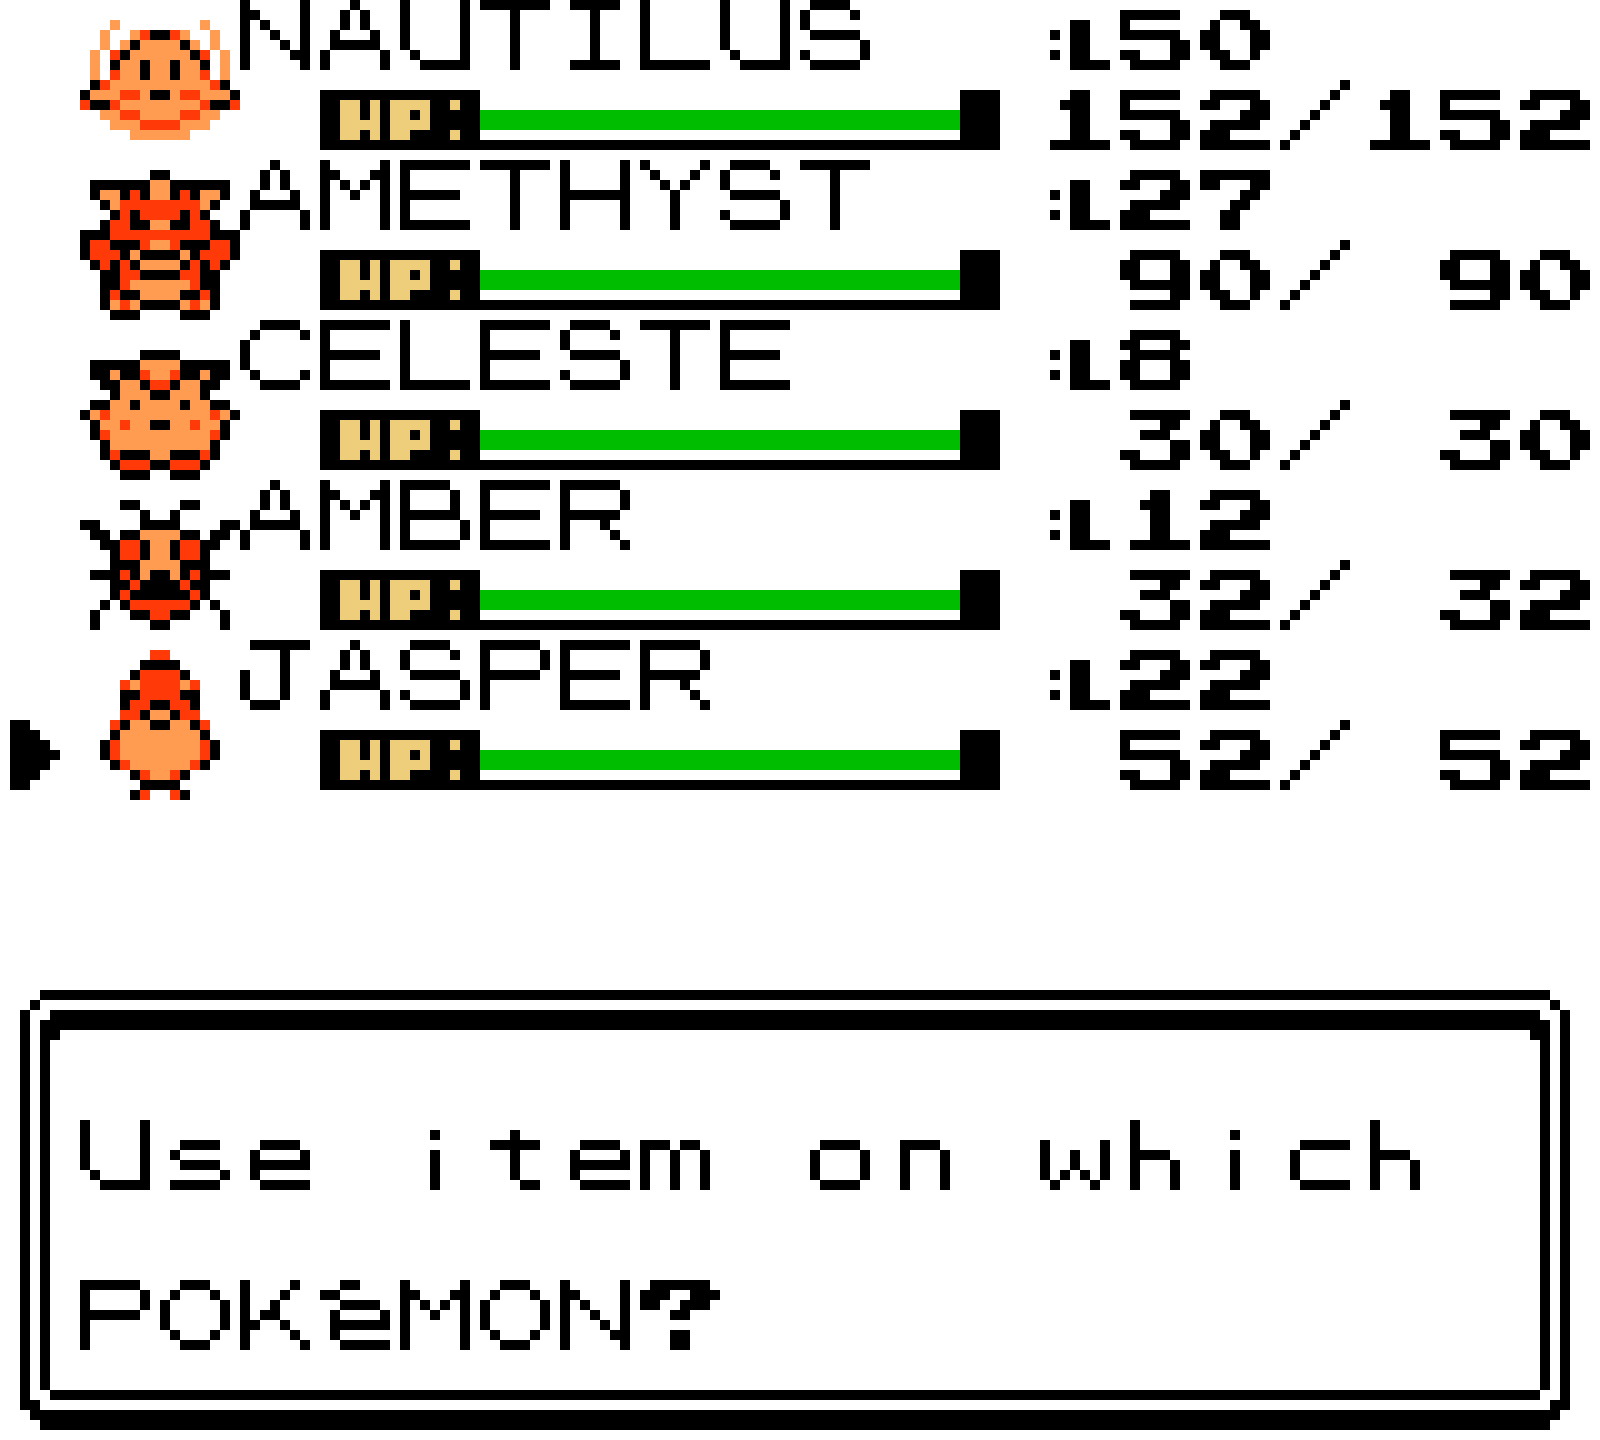 NAUTILUS :L50
HP: 152/152
AMETHYST :L27
HP: 90/ 90
CELESTE :L8
HP: 30/ 30
AMBER :L12
HP: 32/ 32
JASPER :L22
HP: 52/ 52
Use item on which
POKéMON?